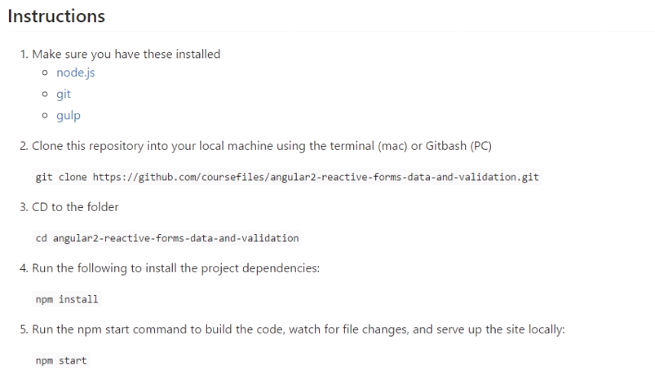 Instructions
1. Make sure you have these installed
node.js
git
gulp
2. Clone this repository into your local machine using the terminal (mac) or Gitbash (PC)
git clone https://github.com/coursefiles/angular2-reactive-forms-data-and-validation.git
3. CD to the folder
cd angular2-reactive-forms-data-and-validation
4. Run the following to install the project dependencies:
npm install
5. Run the npm start command to build the code, watch for file changes, and serve up the site locally:
npm start